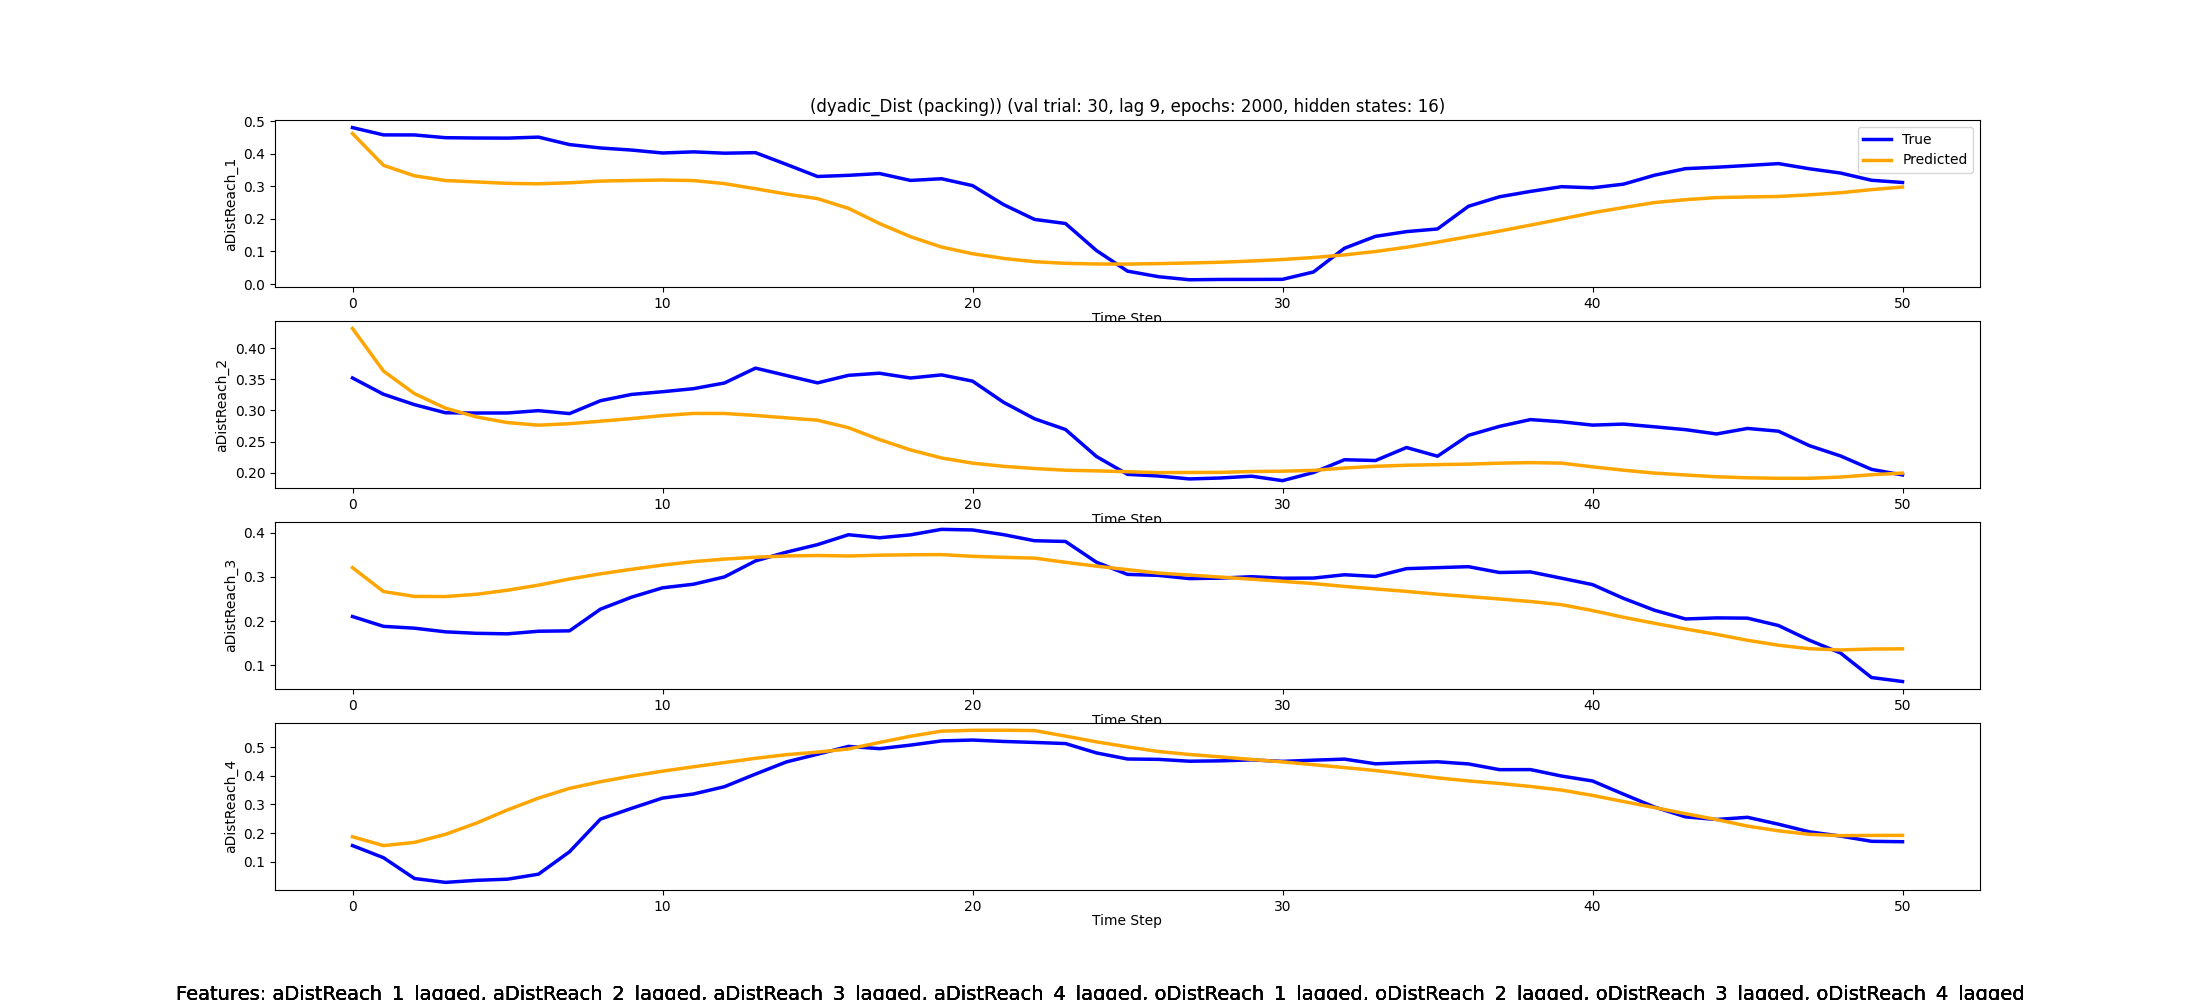 (dyadic_Dist (packing)) (val trial: 30, lag 9, epochs: 2000, hidden states: 16)
aDistReach_1
0.5
0.4
0.3
0.2
0.1
0.0
True
Predicted
0 10 20 30 40 50
Time Step
aDistReach_2
0.40
0.35
0.30
0.25
0.20
0 10 20 30 40 50
Time Step
aDistReach_3
0.4
0.3
0.2
0.1
0 10 20 30 40 50
Time Step
aDistReach_4
0.5
0.4
0.3
0.2
0.1
0 10 20 30 40 50
Time Step
Features: aDistReach_1_lagged, aDistReach_2_lagged, aDistReach_3_lagged, aDistReach_4_lagged, oDistReach_1_lagged, oDistReach_2_lagged, oDistReach_3_lagged, oDistReach_4_lagged